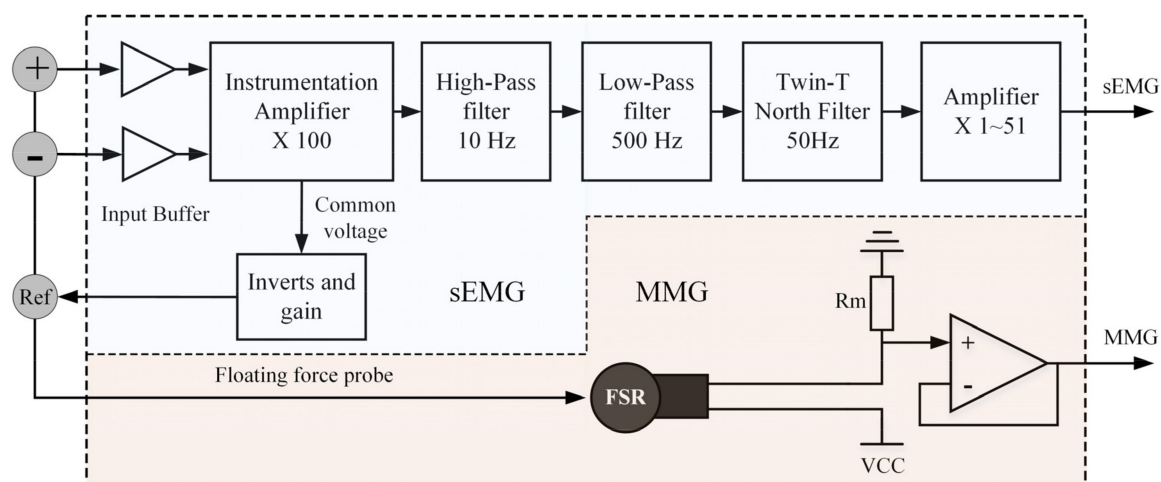 +
Instrumentation
Amplifier
X 100
High-Pass
filter
10 Hz
Low-Pass
filter
500 Hz
Twin-T
North Filter
50Hz
Amplifier
X 1~51
sEMG
-
Input Buffer
Common
voltage
Ref
Inverts and
gain
sEMG
MMG
Rm
+
-
MMG
Floating force probe
FSR
VCC